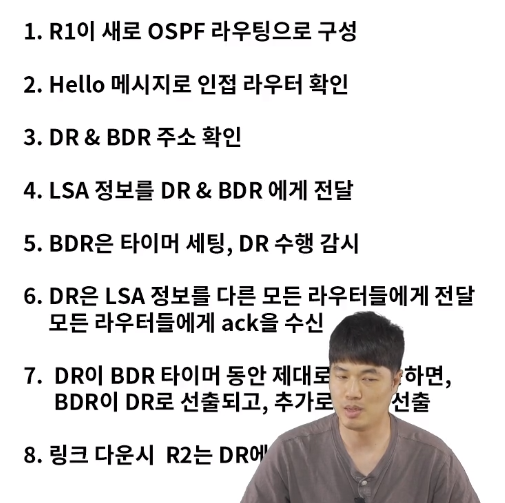 1. R1이 새로 OSPF 라우팅으로 구성
2. Hello 메시지로 인접 라우터 확인
3. DR & BDR 주소 확인
4. LSA 정보를 DR & BDR 에게 전달
5. BDR은 타이머 세팅, DR 수행 감시
6. DR은 LSA 정보를 다른 모든 라우터들에게 전달
모든 라우터들에게 ack을 수신
7. DR이 BDR 타이머 동안 제대로 하면,
BDR이 DR로 선출되고, 추가로 선출
8. 링크 다운시 R2는 DR에